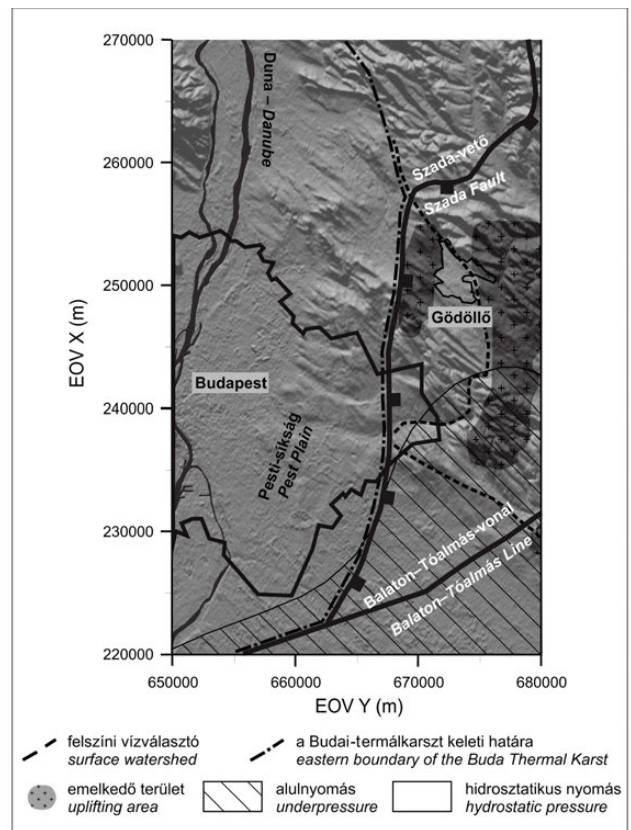 270000
260000
250000
240000
230000
220000
EOV X (m)
Duna – Danube
Szada-vető
Szada Fault
Gödöllő
Budapest
Pesti-síkság
Pest Plain
Balaton–Tóalmás-vonal
Balaton–Tóalmás Line
650000
660000
670000
680000
EOV Y (m)
felszíni vízválasztó
surface watershed
a Budai-termálkarszt keleti határa
eastern boundary of the Buda Thermal Karst
emelkedő terület
uplifting area
alulnyomás
underpressure
hidrosztatikus nyomás
hydrostatic pressure